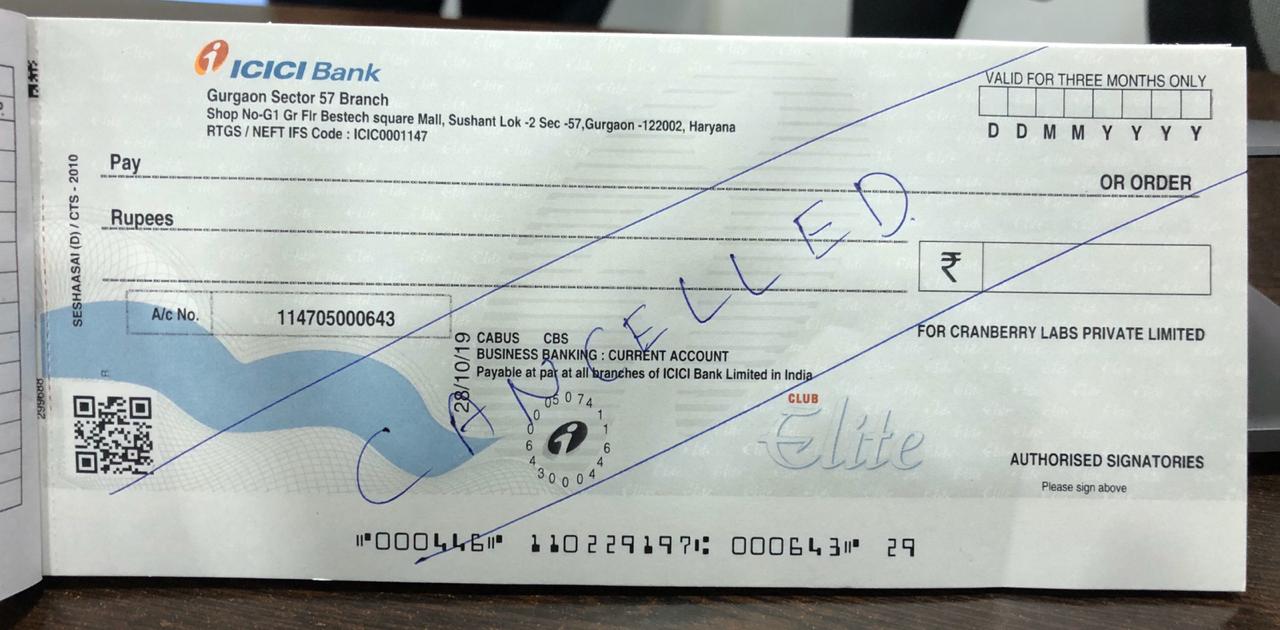 ICICI Bank
Gurgaon Sector 57 Branch
Shop No-G1 Gr Flr Bestech square Mall, Sushant Lok -2 Sec -57,Gurgaon -122002, Haryana
RTGS / NEFT IFS Code : ICIC0001147
VALID FOR THREE MONTHS ONLY
D D M M Y Y Y Y
Pay
OR ORDER
Rupees
₹
A/c No. 114705000643
SESHAASAI (D) / CTS - 2010
CANCELLED
FOR CRANBERRY LABS PRIVATE LIMITED
28/10/19
CABUS CBS
BUSINESS BANKING : CURRENT ACCOUNT
Payable at par at all branches of ICICI Bank Limited in India
CLUB
Elite
AUTHORISED SIGNATORIES
Please sign above
⑈000446⑈ 110229197⑆ 000643⑈ 29